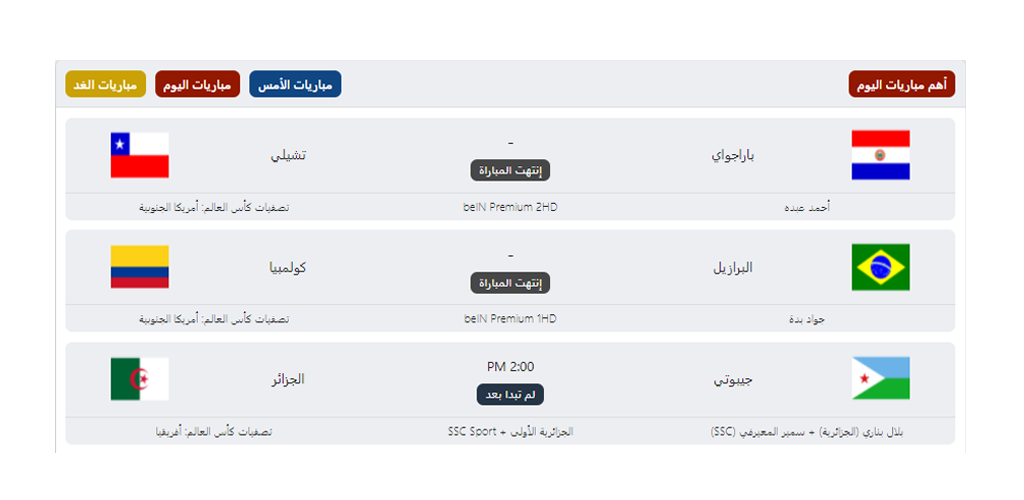 أهم مباريات اليوم
مباريات الأمس مباريات اليوم مباريات الغد
باراجواي - تشيلي
إنتهت المباراة
أحمد عبده beIN Premium 2HD تصفيات كأس العالم: أمريكا الجنوبية
البرازيل - كولمبيا
إنتهت المباراة
جواد بدة beIN Premium 1HD تصفيات كأس العالم: أمريكا الجنوبية
جيبوتي 2:00 PM الجزائر
لم تبدا بعد
بلال بناري (الجزائرية) + سمير المعيرفي (SSC) الجزائرية الأولى + SSC Sport تصفيات كأس العالم: أفريقيا